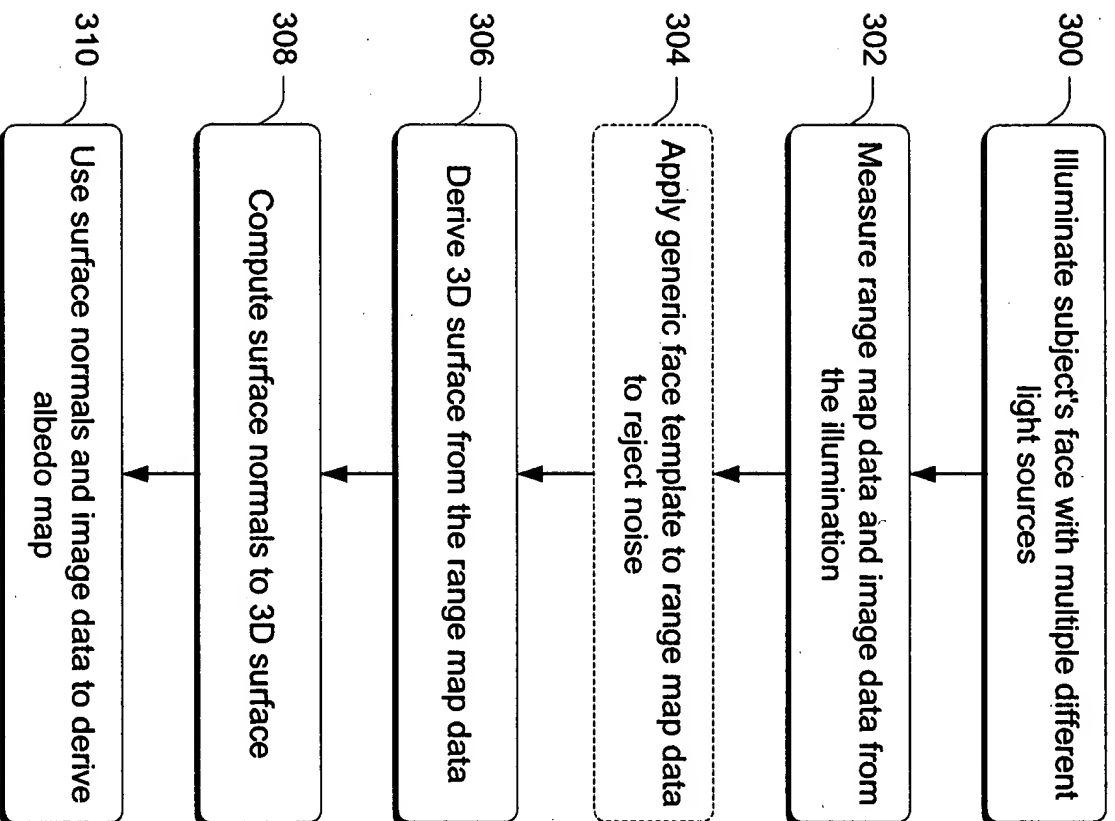 300
Illuminate subject's face with multiple different
light sources
302
Measure range map data and image data from
the illumination
304
Apply generic face template to range map data
to reject noise
306
Derive 3D surface from the range map data
308
Compute surface normals to 3D surface
310
Use surface normals and image data to derive
albedo map